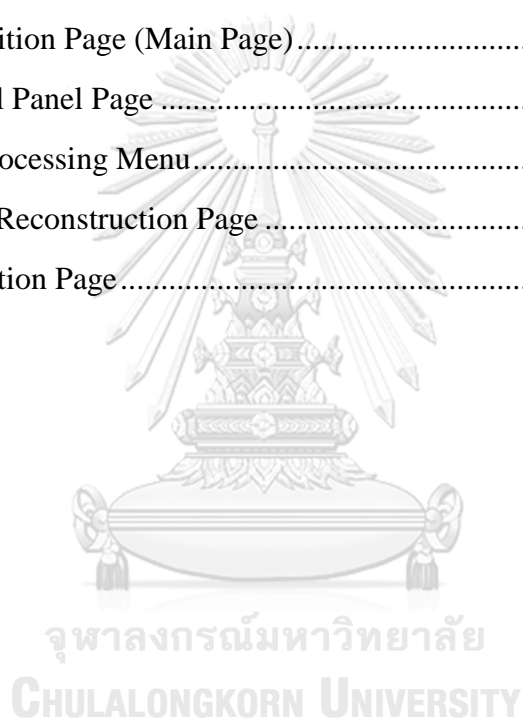 ition Page (Main Page)............................
l Panel Page ................................................
ocessing Menu...........................................
Reconstruction Page .................................
tion Page....................................................
จุฬาลงกรณ์มหาวิทยาลัย
CHULALONGKORN UNIVERSITY